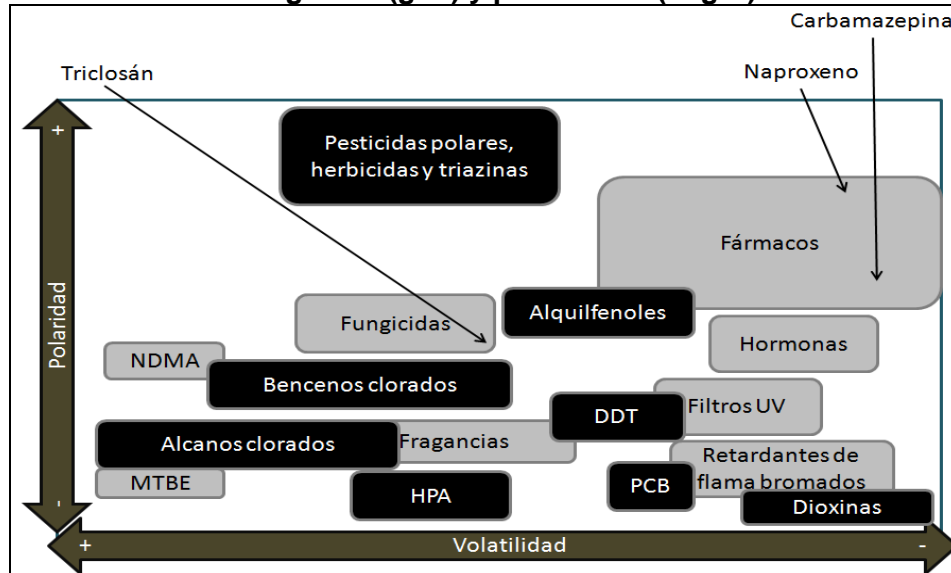 Carbamazepina
Naproxeno
Triclosán
+
Pesticidas polares,
herbicidas y triazinas
Fármacos
Polaridad
Alquilfenoles
Fungicidas
Hormonas
NDMA
Bencenos clorados
Filtros UV
DDT
Alcanos clorados
Fragancias
Retardantes de
flama bromados
MTBE
HPA
PCB
Dioxinas
-
+
Volatilidad
-